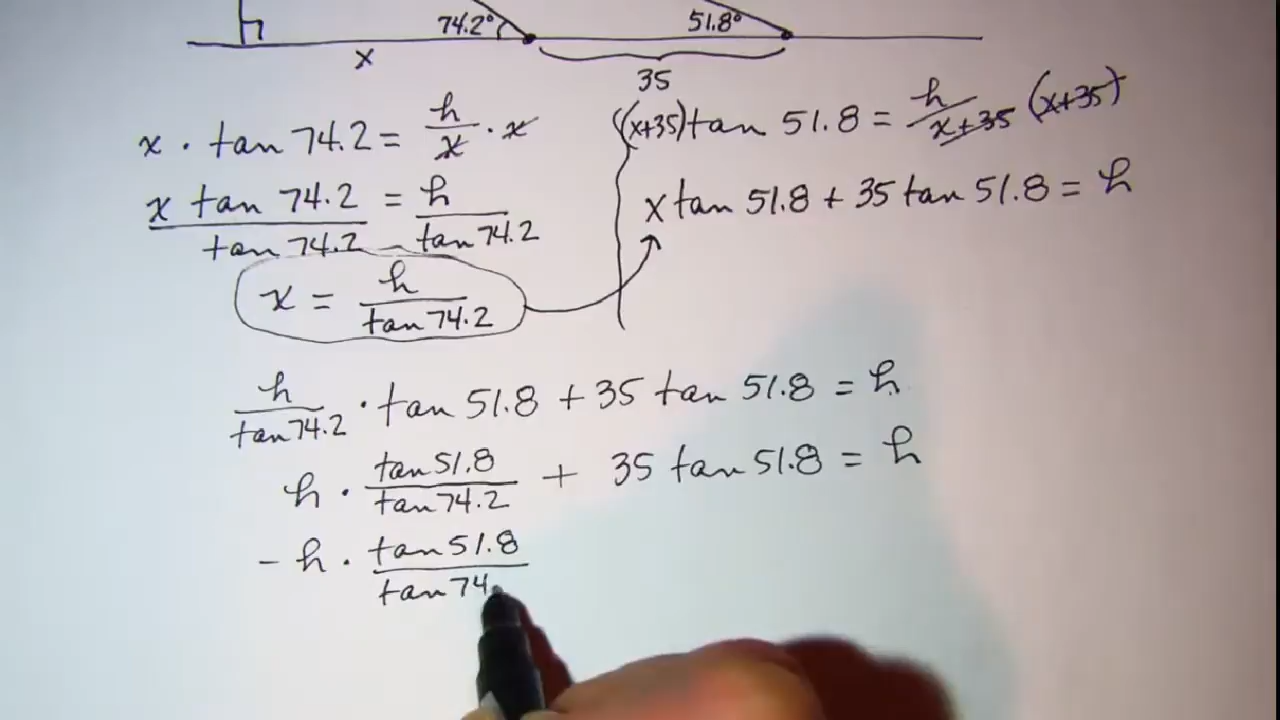 74.2° 51.8°
x 35
x · tan 74.2 = h/x · x
(x+35) tan 51.8 = h/(x+35) (x+35)
x tan 74.2 / tan 74.2 = h / tan 74.2
x tan 51.8 + 35 tan 51.8 = h
x = h / tan 74.2
h / tan 74.2 · tan 51.8 + 35 tan 51.8 = h
h · tan 51.8 / tan 74.2 + 35 tan 51.8 = h
- h · tan 51.8 / tan 74.